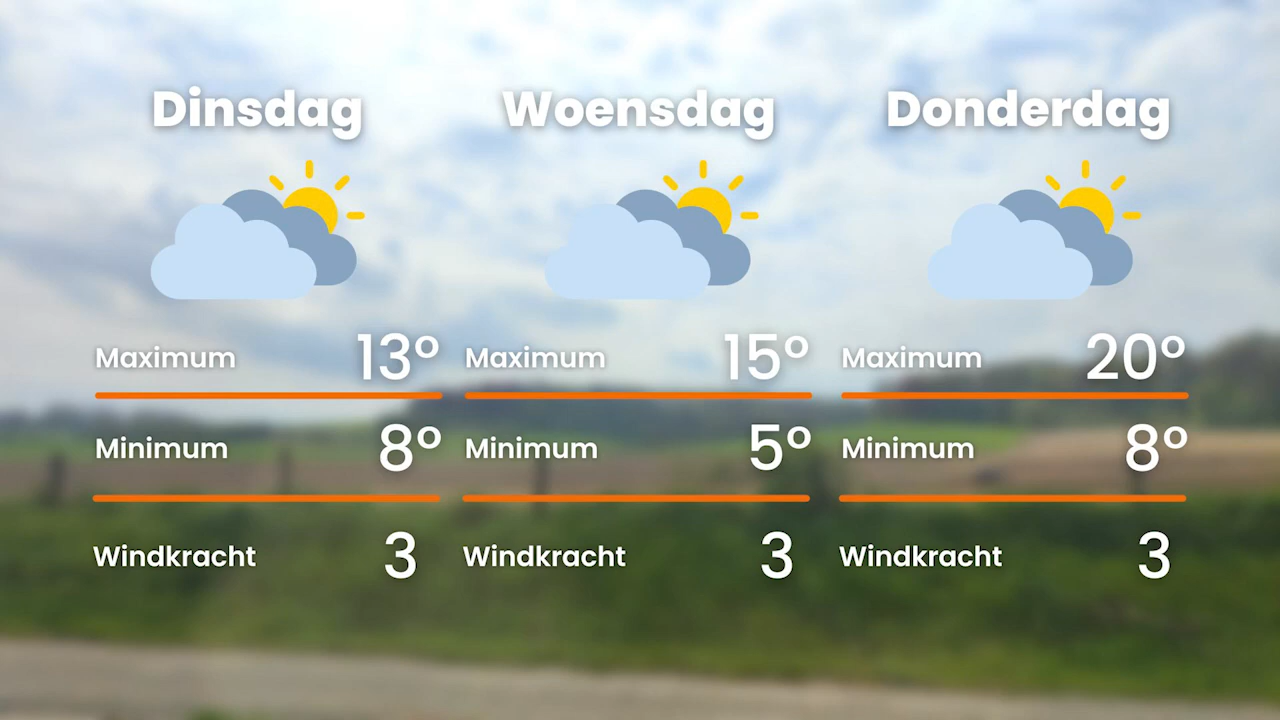 Dinsdag Woensdag Donderdag
Maximum 13° Maximum 15° Maximum 20°
Minimum 8° Minimum 5° Minimum 8°
Windkracht 3 Windkracht 3 Windkracht 3